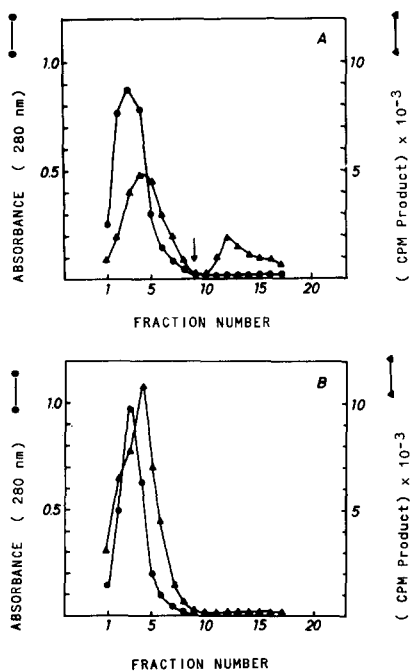 A
ABSORBANCE ( 280 nm)
1.0
0.5
10
5
( CPM Product) x 10-3
1 5 10 15 20
FRACTION NUMBER
B
ABSORBANCE ( 280 nm)
1.0
0.5
10
5
( CPM Product) x 10-3
1 5 10 15 20
FRACTION NUMBER